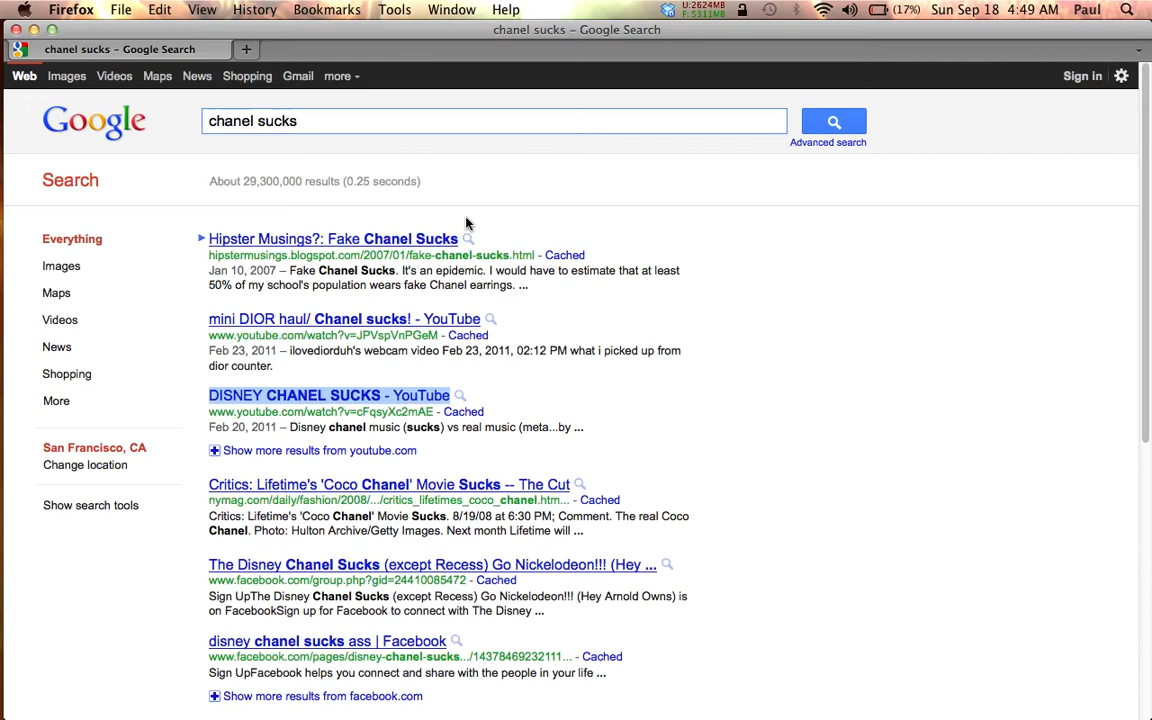 Firefox File Edit View History Bookmarks Tools Window Help U:2624MB F:5311MB (17%) Sun Sep 18 4:49 AM Paul
chanel sucks – Google Search
chanel sucks – Google Search +
Web Images Videos Maps News Shopping Gmail more Sign in
Google chanel sucks
Advanced search
Search About 29,300,000 results (0.25 seconds)
Everything
Images
Maps
Videos
News
Shopping
More
San Francisco, CA
Change location
Show search tools
Hipster Musings?: Fake Chanel Sucks
hipstermusings.blogspot.com/2007/01/fake-chanel-sucks.html - Cached
Jan 10, 2007 – Fake Chanel Sucks. It's an epidemic. I would have to estimate that at least
50% of my school's population wears fake Chanel earrings. ...
mini DIOR haul/ Chanel sucks! - YouTube
www.youtube.com/watch?v=JPVspVnPGeM - Cached
Feb 23, 2011 – ilovediorduh's webcam video Feb 23, 2011, 02:12 PM what i picked up from
dior counter.
DISNEY CHANEL SUCKS - YouTube
www.youtube.com/watch?v=cFqsyXc2mAE - Cached
Feb 20, 2011 – Disney chanel music (sucks) vs real music (meta...by ...
Show more results from youtube.com
Critics: Lifetime's 'Coco Chanel' Movie Sucks -- The Cut
nymag.com/daily/fashion/2008/.../critics_lifetimes_coco_chanel.htm... - Cached
Critics: Lifetime's 'Coco Chanel' Movie Sucks. 8/19/08 at 6:30 PM; Comment. The real Coco
Chanel. Photo: Hulton Archive/Getty Images. Next month Lifetime will ...
The Disney Chanel Sucks (except Recess) Go Nickelodeon!!! (Hey ...
www.facebook.com/group.php?gid=24410085472 - Cached
Sign UpThe Disney Chanel Sucks (except Recess) Go Nickelodeon!!! (Hey Arnold Owns) is
on FacebookSign up for Facebook to connect with The Disney ...
disney chanel sucks ass | Facebook
www.facebook.com/pages/disney-chanel-sucks.../14378469232111... - Cached
Sign UpFacebook helps you connect and share with the people in your life ...
Show more results from facebook.com